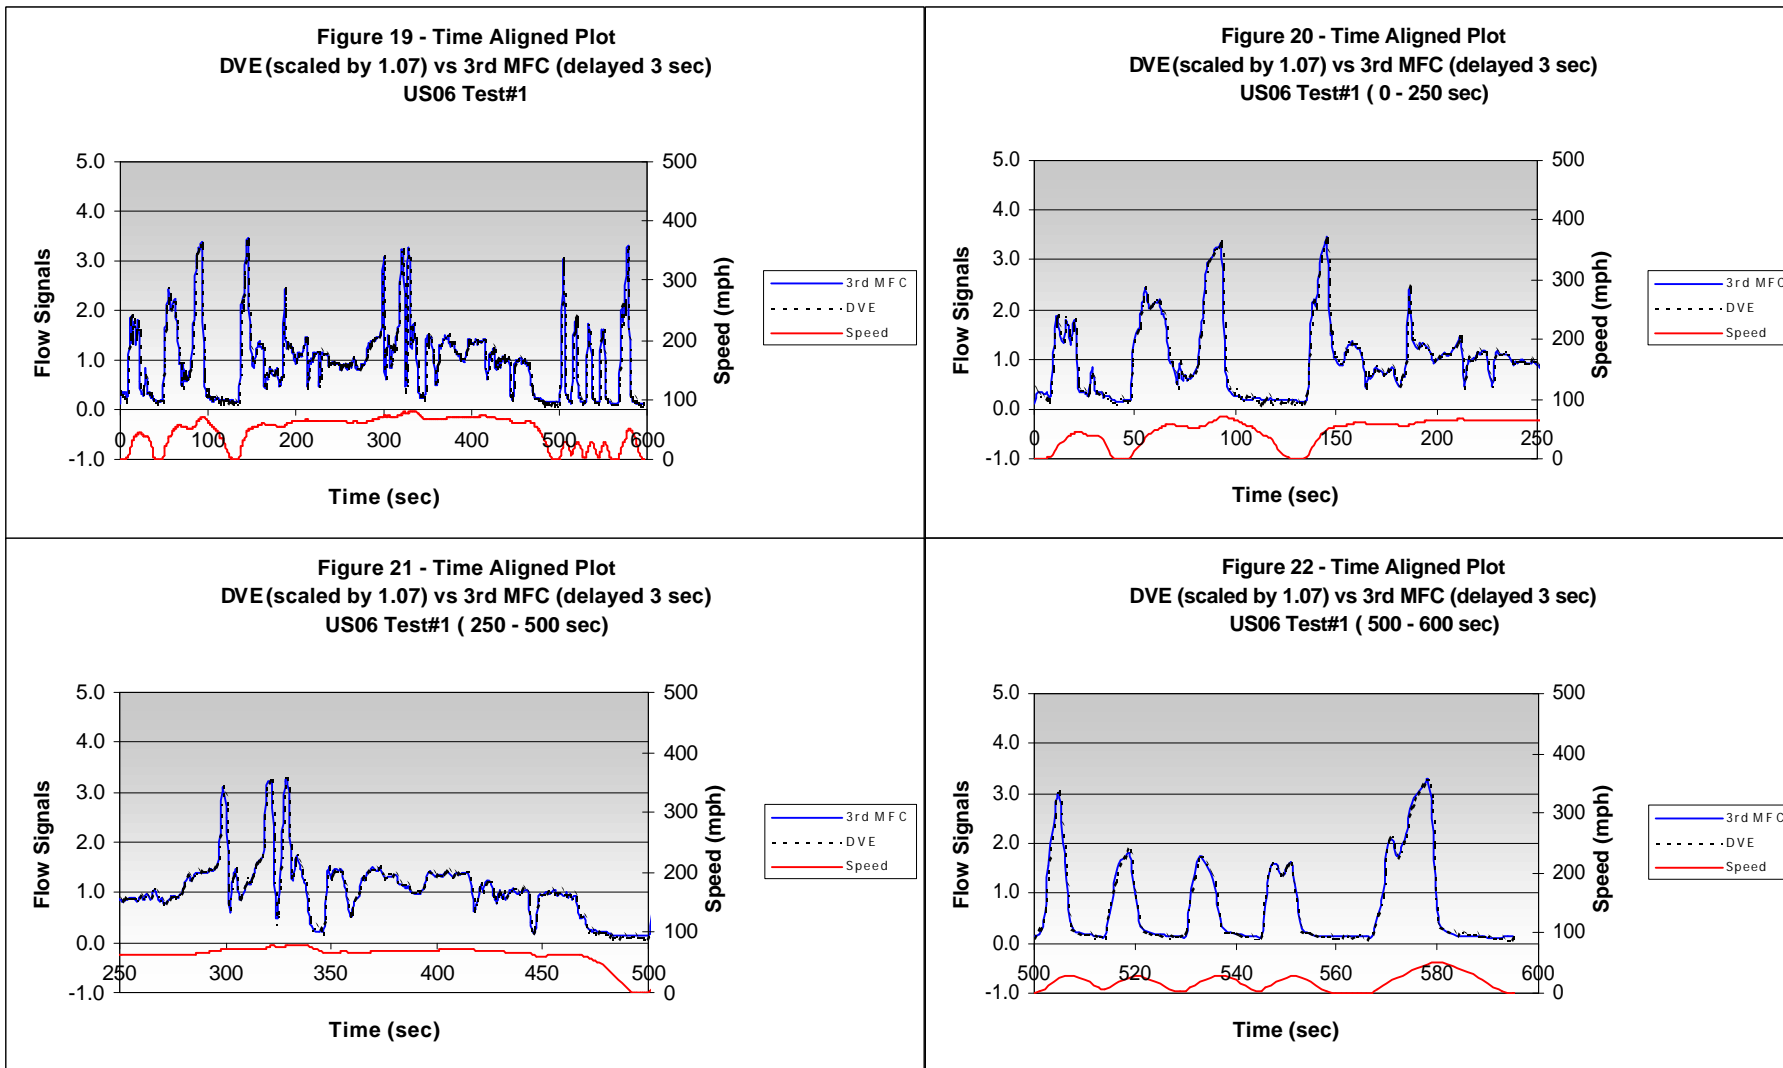 Figure 19 - Time Aligned Plot
DVE (scaled by 1.07) vs 3rd MFC (delayed 3 sec)
US06 Test#1
5.0
4.0
3.0
2.0
1.0
0.0
-1.0
Flow Signals
0 100 200 300 400 500 600
Time (sec)
500
400
300
200
100
0
Speed (mph)
3rd MFC
DVE
Speed
Figure 20 - Time Aligned Plot
DVE (scaled by 1.07) vs 3rd MFC (delayed 3 sec)
US06 Test#1 ( 0 - 250 sec)
5.0
4.0
3.0
2.0
1.0
0.0
-1.0
Flow Signals
0 50 100 150 200 250
Time (sec)
500
400
300
200
100
0
Speed (mph)
3rd MFC
DVE
Speed
Figure 21 - Time Aligned Plot
DVE (scaled by 1.07) vs 3rd MFC (delayed 3 sec)
US06 Test#1 ( 250 - 500 sec)
5.0
4.0
3.0
2.0
1.0
0.0
-1.0
Flow Signals
250 300 350 400 450 500
Time (sec)
500
400
300
200
100
0
Speed (mph)
3rd MFC
DVE
Speed
Figure 22 - Time Aligned Plot
DVE (scaled by 1.07) vs 3rd MFC (delayed 3 sec)
US06 Test#1 ( 500 - 600 sec)
5.0
4.0
3.0
2.0
1.0
0.0
-1.0
Flow Signals
500 520 540 560 580 600
Time (sec)
500
400
300
200
100
0
Speed (mph)
3rd MFC
DVE
Speed